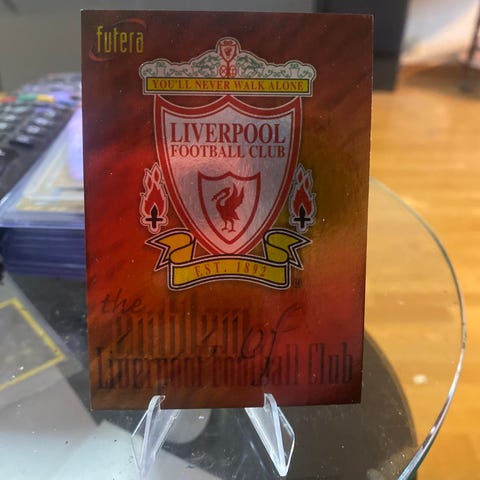 futera
YOU'LL NEVER WALK ALONE
LIVERPOOL
FOOTBALL CLUB
EST. 1892
®
the
emblem of
Liverpool Football Club